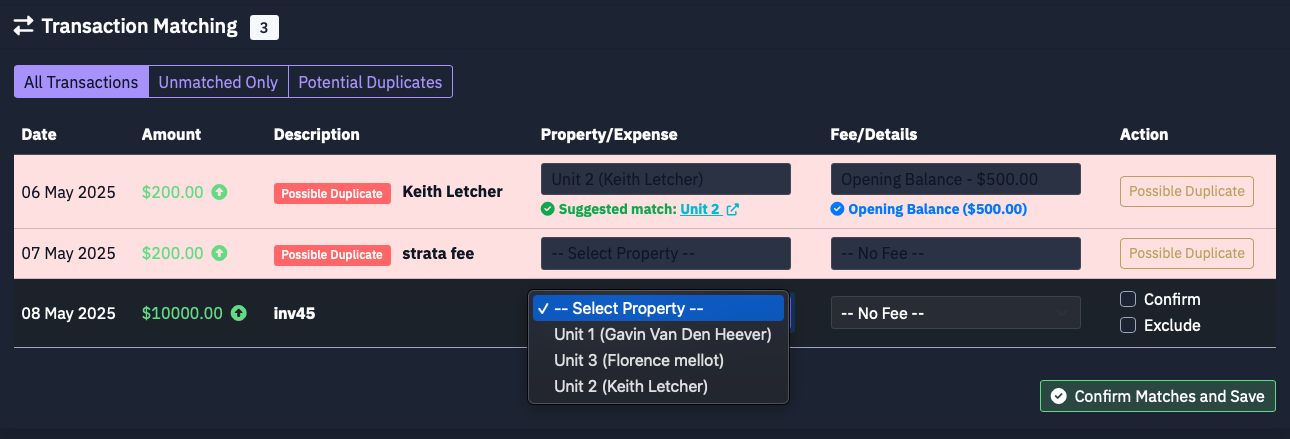 Transaction Matching 3
All Transactions Unmatched Only Potential Duplicates
Date Amount Description Property/Expense Fee/Details Action
06 May 2025 $200.00 Possible Duplicate Keith Letcher Unit 2 (Keith Letcher) Opening Balance - $500.00 Possible Duplicate
Suggested match: Unit 2 Opening Balance ($500.00)
07 May 2025 $200.00 Possible Duplicate strata fee -- Select Property -- -- No Fee -- Possible Duplicate
08 May 2025 $10000.00 inv45 -- Select Property -- -- No Fee -- Confirm
Unit 1 (Gavin Van Den Heever) Exclude
Unit 3 (Florence mellot)
Unit 2 (Keith Letcher)
Confirm Matches and Save